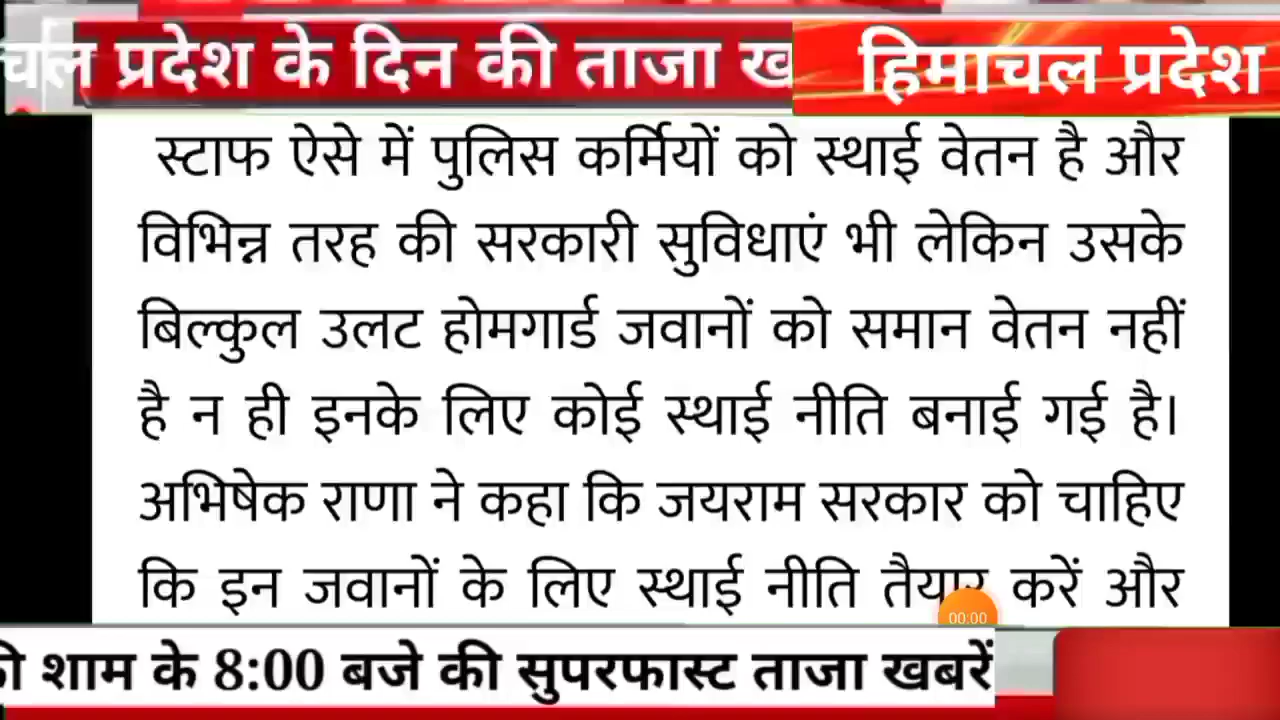 प्रदेश के दिन की ताजा
हिमाचल प्रदेश
स्टाफ ऐसे में पुलिस कर्मियों को स्थाई वेतन है और
विभिन्न तरह की सरकारी सुविधाएं भी लेकिन उसके
बिल्कुल उलट होमगार्ड जवानों को समान वेतन नहीं
है न ही इनके लिए कोई स्थाई नीति बनाई गई है।
अभिषेक राणा ने कहा कि जयराम सरकार को चाहिए
कि इन जवानों के लिए स्थाई नीति तैयार करें और
00:00
शाम के 8:00 बजे की सुपरफास्ट ताजा खबरें